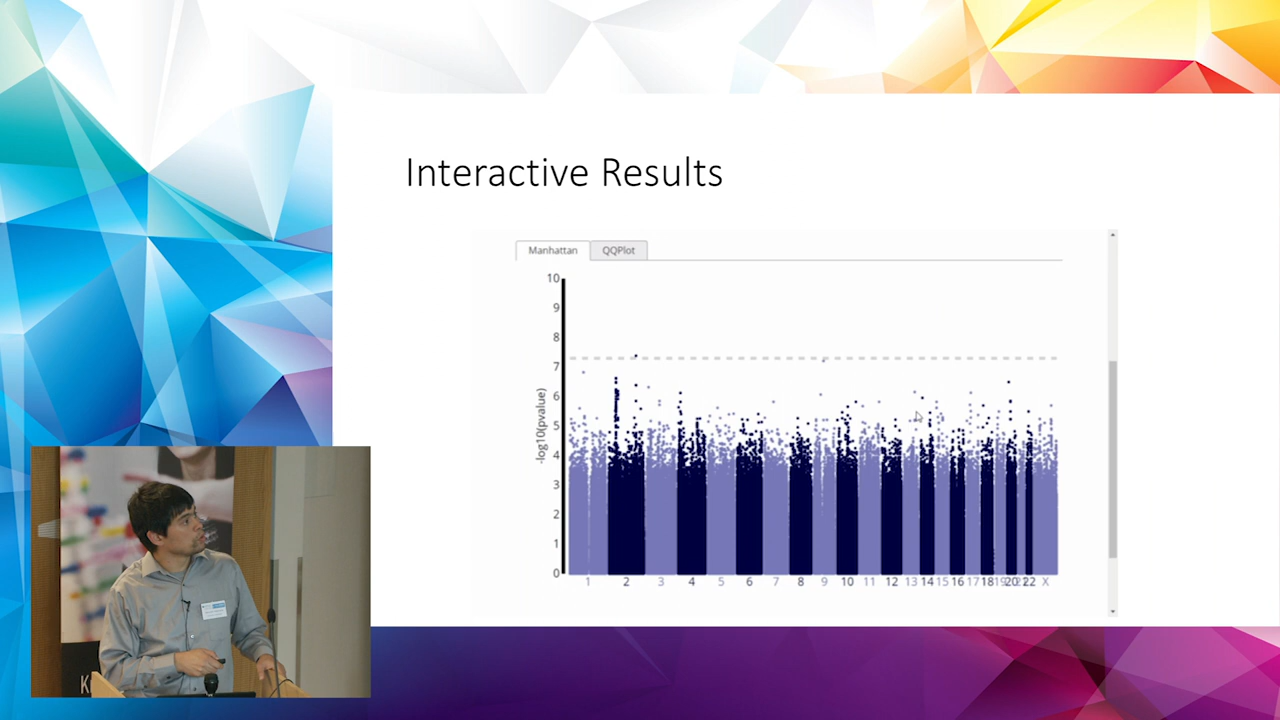 Interactive Results
Manhattan QQPlot
10
9
8
7
6
5
4
3
2
1
0
-log10(pvalue)
1 2 3 4 5 6 7 8 9 10 11 12 13 14 15 16 17 18 19 20 22 X
K